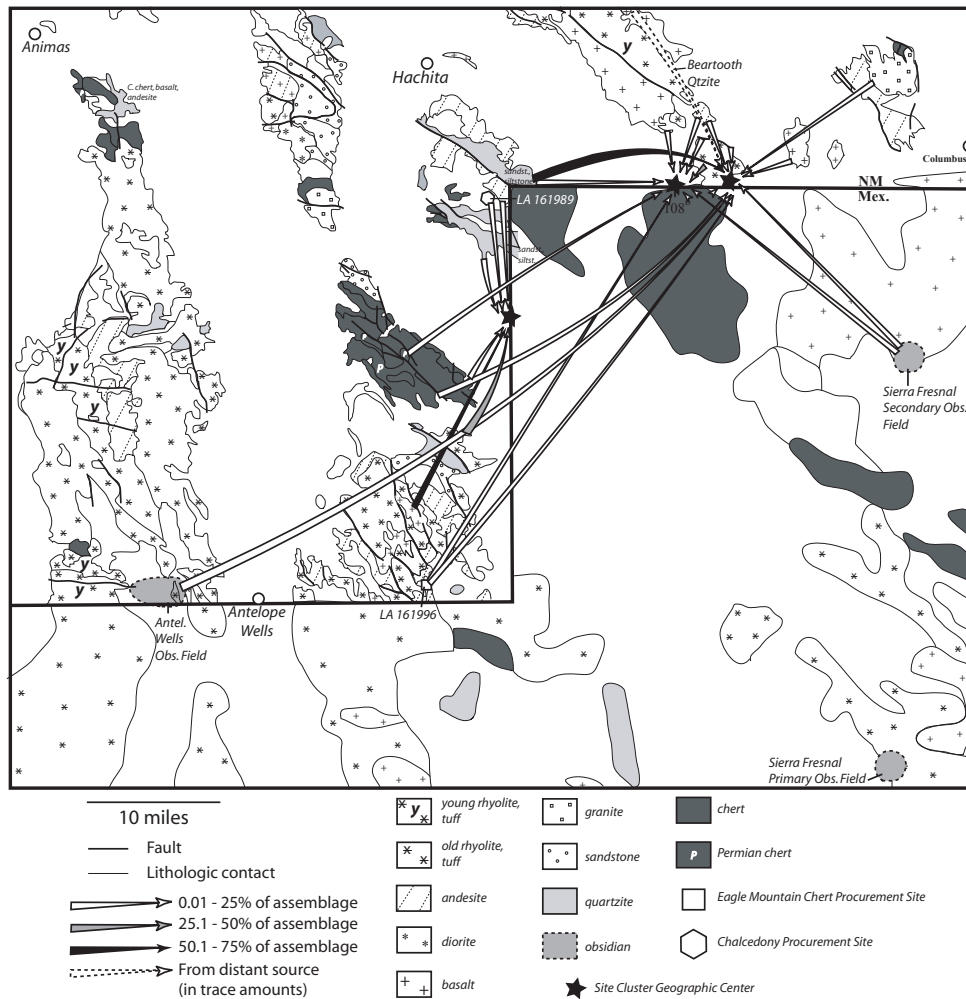 Animas
Hachita
y
Beartooth
Qtzite
C. chert, basalt,
andesite
Columbus
sandst.,
siltstone
NM
Mex.
LA 161989
108°
sandst.,
siltst.
y
y
P
y
Sierra Fresnal
Secondary Obs.
Field
y
y
Antel.
Wells
Obs. Field
Antelope
Wells
LA 161996
Sierra Fresnal
Primary Obs. Field
10 miles
Fault
Lithologic contact
0.01 - 25% of assemblage
25.1 - 50% of assemblage
50.1 - 75% of assemblage
From distant source
(in trace amounts)
y
young rhyolite,
tuff
old rhyolite,
tuff
andesite
diorite
basalt
granite
sandstone
quartzite
obsidian
Site Cluster Geographic Center
chert
P
Permian chert
Eagle Mountain Chert Procurement Site
Chalcedony Procurement Site